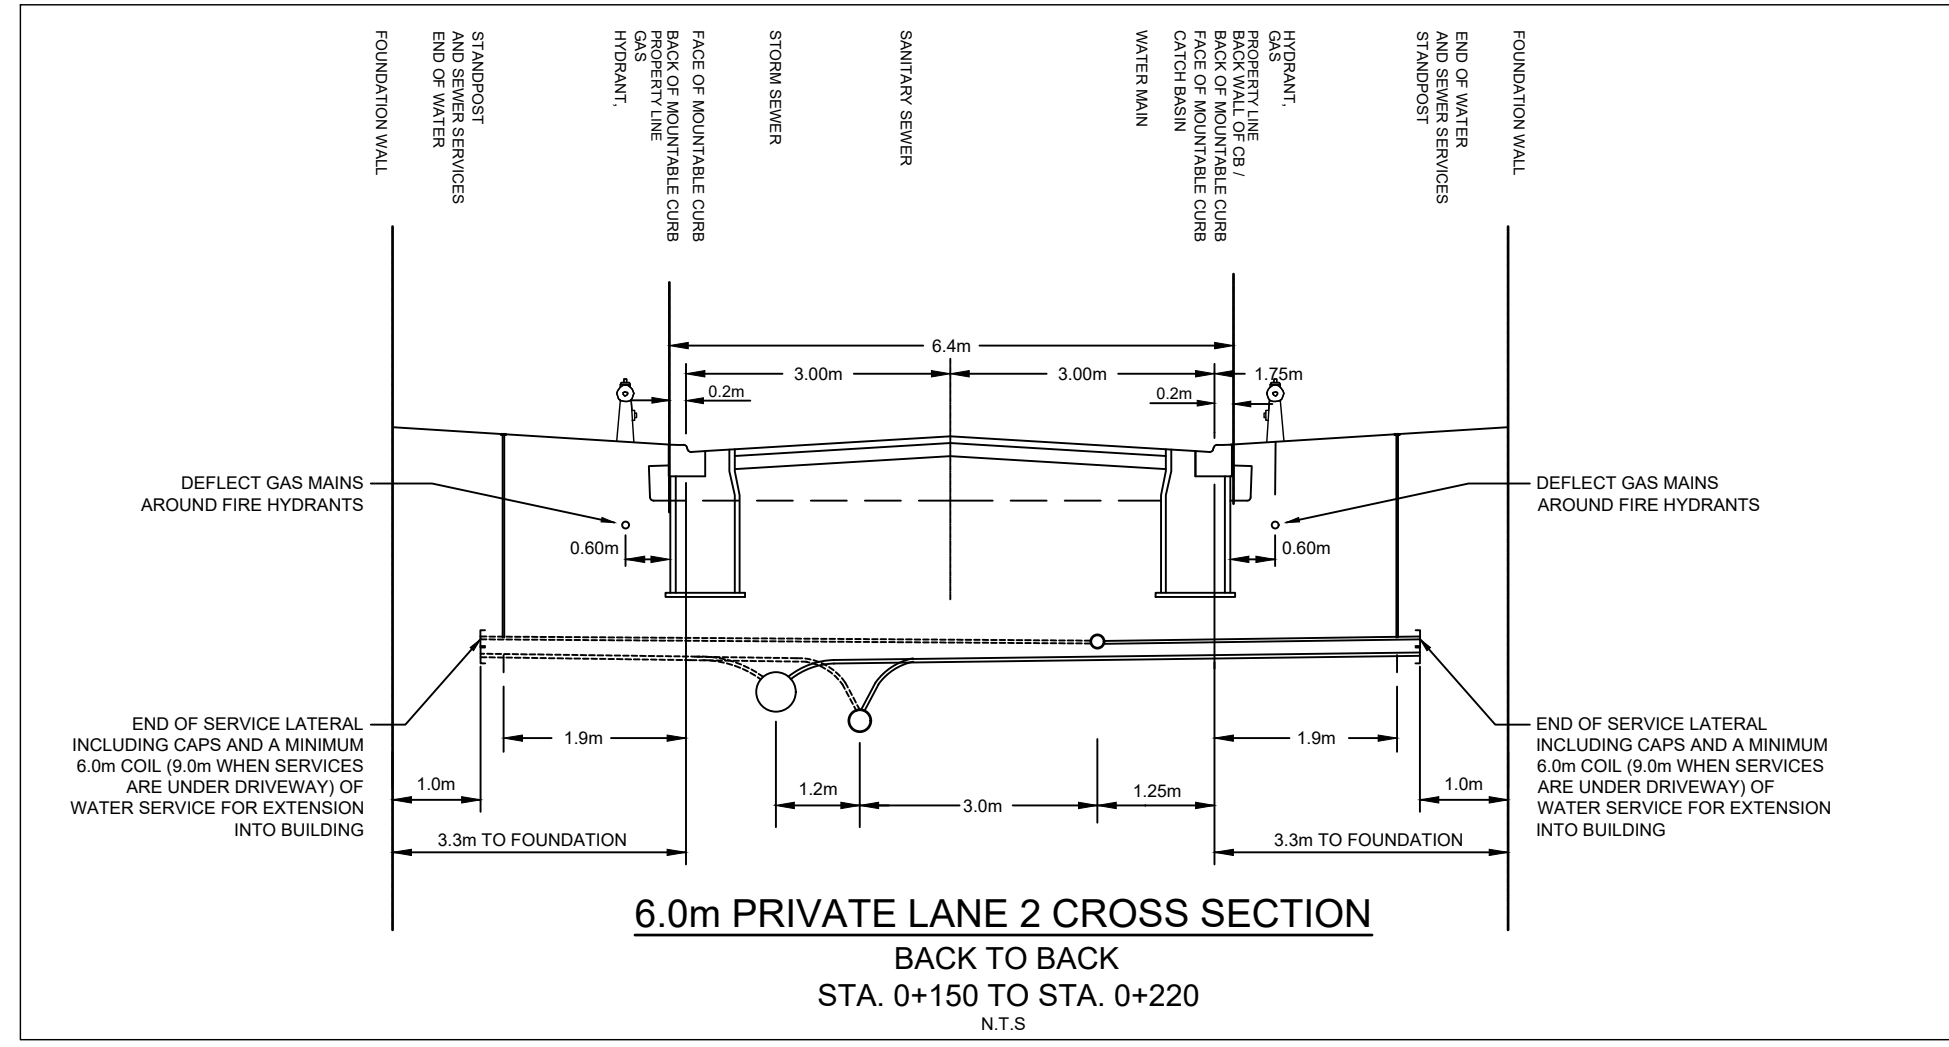 FOUNDATION WALL
STANDPOST
AND SEWER SERVICES
END OF WATER
HYDRANT,
GAS
PROPERTY LINE
BACK OF MOUNTABLE CURB
FACE OF MOUNTABLE CURB
STORM SEWER
SANITARY SEWER
WATER MAIN
CATCH BASIN
FACE OF MOUNTABLE CURB
BACK OF MOUNTABLE CURB
BACK WALL OF CB /
PROPERTY LINE
GAS
HYDRANT,
END OF WATER
AND SEWER SERVICES
STANDPOST
FOUNDATION WALL
6.4m
3.00m
3.00m
1.75m
0.2m
0.2m
DEFLECT GAS MAINS
AROUND FIRE HYDRANTS
DEFLECT GAS MAINS
AROUND FIRE HYDRANTS
0.60m
0.60m
END OF SERVICE LATERAL
INCLUDING CAPS AND A MINIMUM
6.0m COIL (9.0m WHEN SERVICES
ARE UNDER DRIVEWAY) OF
WATER SERVICE FOR EXTENSION
INTO BUILDING
1.9m
1.9m
1.0m
1.2m
3.0m
1.25m
1.0m
END OF SERVICE LATERAL
INCLUDING CAPS AND A MINIMUM
6.0m COIL (9.0m WHEN SERVICES
ARE UNDER DRIVEWAY) OF
WATER SERVICE FOR EXTENSION
INTO BUILDING
3.3m TO FOUNDATION
3.3m TO FOUNDATION
6.0m PRIVATE LANE 2 CROSS SECTION
BACK TO BACK
STA. 0+150 TO STA. 0+220
N.T.S